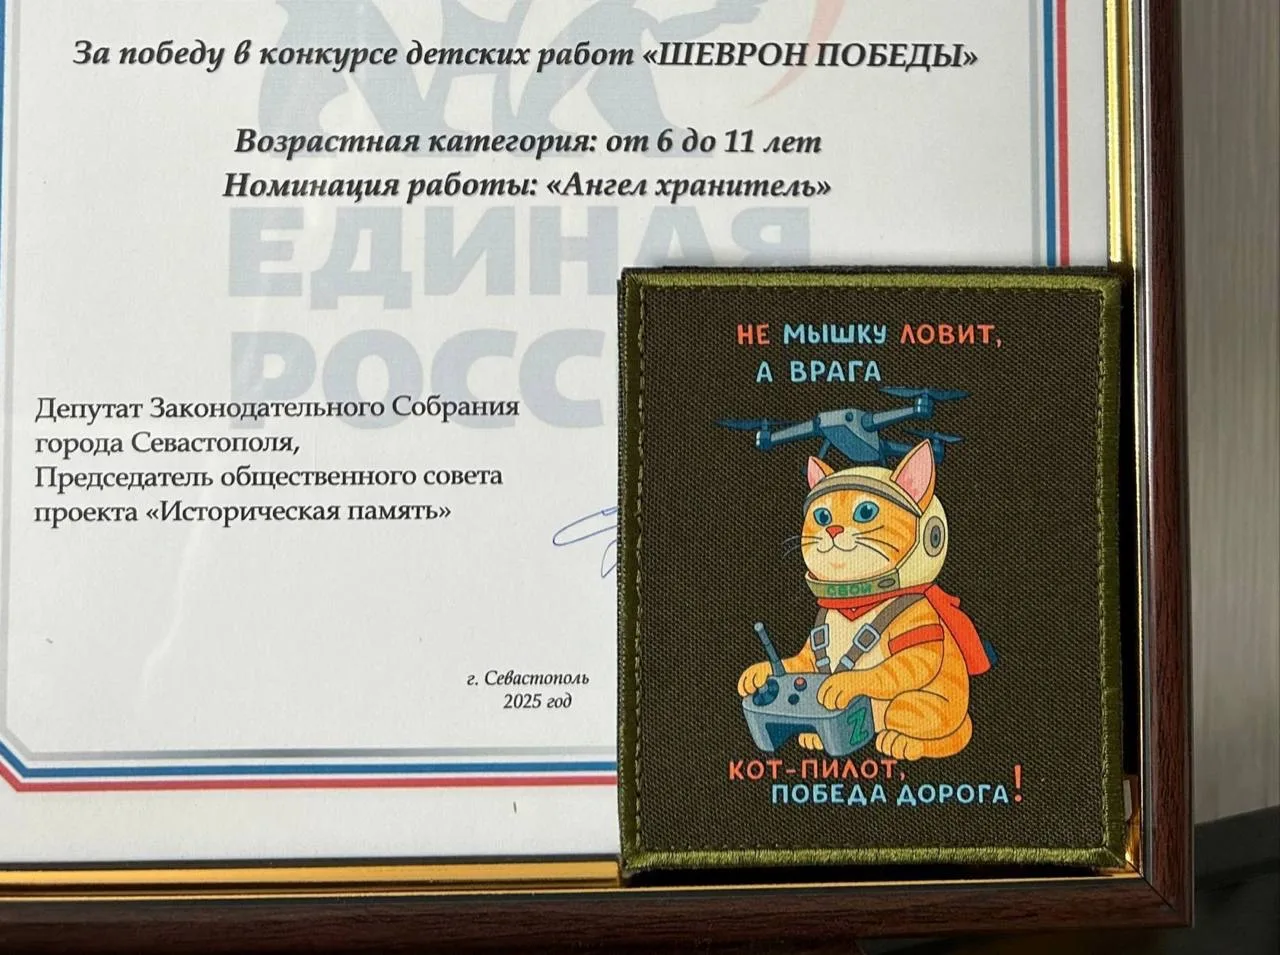 За победу в конкурсе детских работ «ШЕВРОН ПОБЕДЫ»
Возрастная категория: от 6 до 11 лет
Номинация работы: «Ангел хранитель»
ЕДИНАЯ
РОСС
Депутат Законодательного Собрания
города Севастополя,
Председатель общественного совета
проекта «Историческая память»
г. Севастополь
2025 год
НЕ МЫШКУ ЛОВИТ,
А ВРАГА
СВОЙ
Z
КОТ-ПИЛОТ,
ПОБЕДА ДОРОГА!